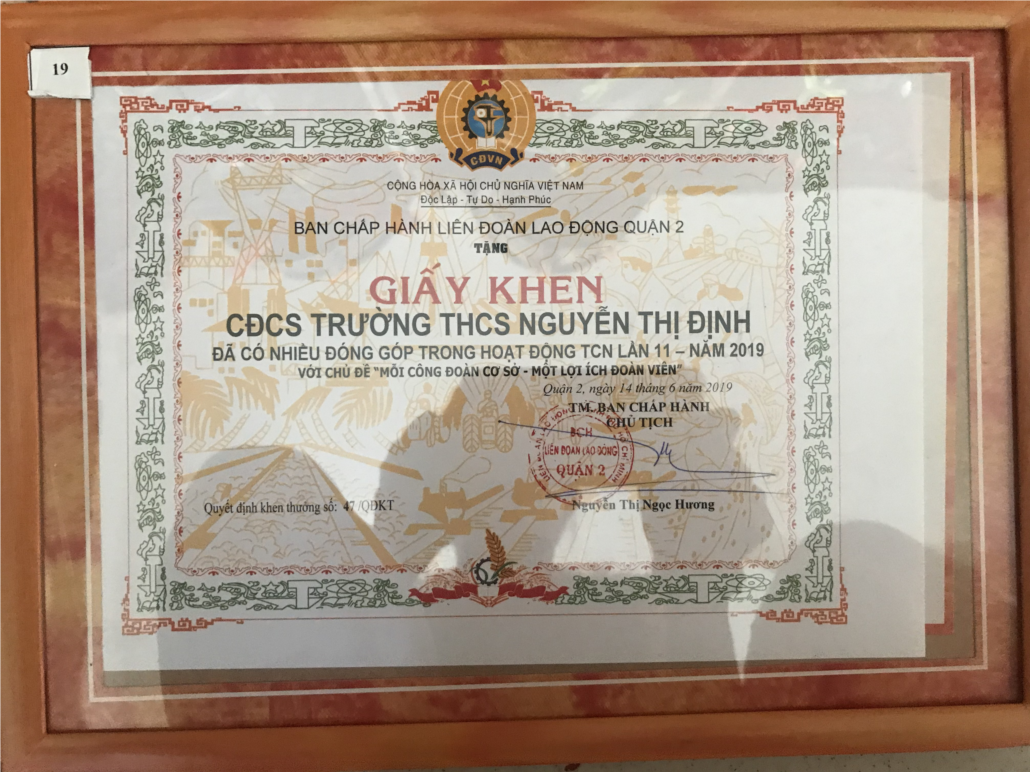 19
CĐVN
CỘNG HÒA XÃ HỘI CHỦ NGHĨA VIỆT NAM
Độc Lập - Tự Do - Hạnh Phúc
BAN CHẤP HÀNH LIÊN ĐOÀN LAO ĐỘNG QUẬN 2
TẶNG
GIẤY KHEN
CĐCS TRƯỜNG THCS NGUYỄN THỊ ĐỊNH
ĐÃ CÓ NHIỀU ĐÓNG GÓP TRONG HOẠT ĐỘNG TCN LẦN 11 – NĂM 2019
VỚI CHỦ ĐỀ "MỖI CÔNG ĐOÀN CƠ SỞ - MỘT LỢI ÍCH ĐOÀN VIÊN"
Quận 2, ngày 14 tháng 6 năm 2019
TM. BAN CHẤP HÀNH
CHỦ TỊCH
BCH
LIÊN ĐOÀN LAO ĐỘNG
QUẬN 2
Quyết định khen thưởng số: 47 /QĐKT
Nguyễn Thị Ngọc Hương